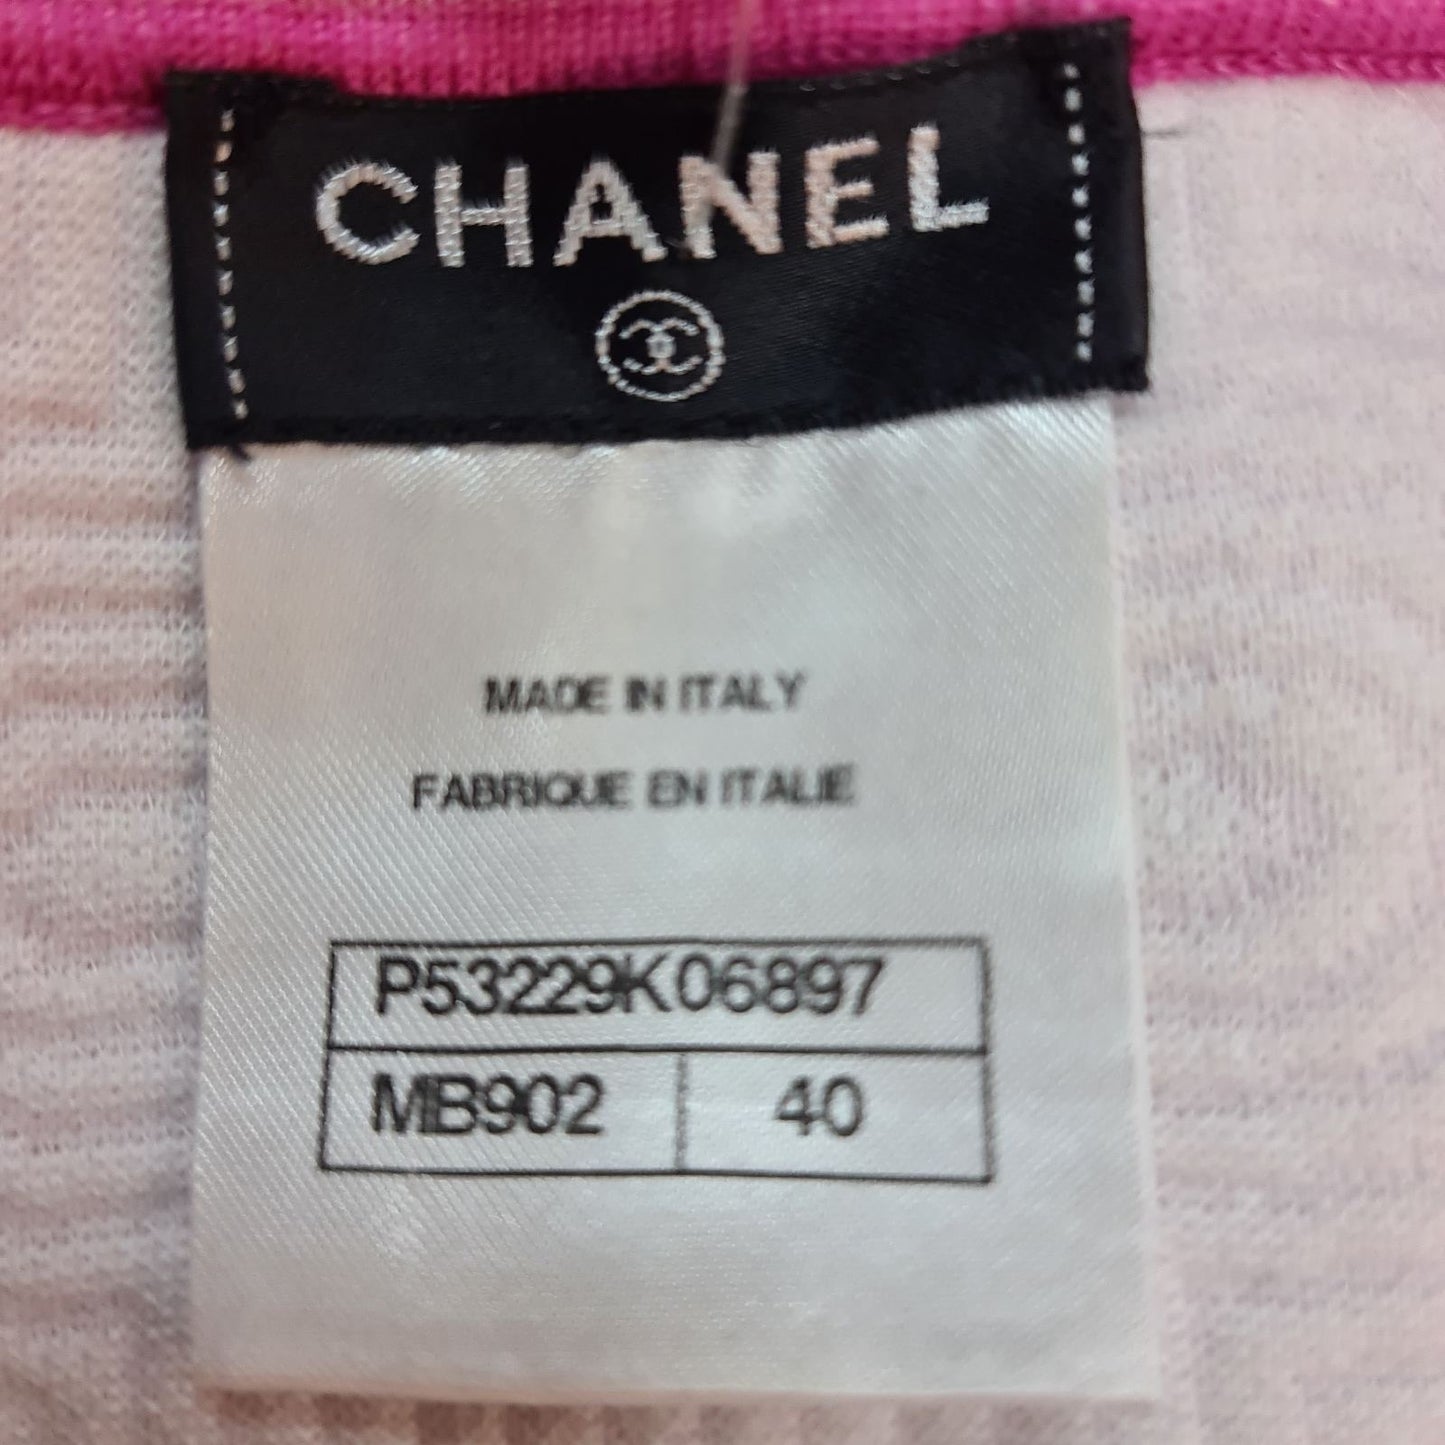 CHANEL
MADE IN ITALY
FABRIQUE EN ITALIE
P53229K06897
MB902 40